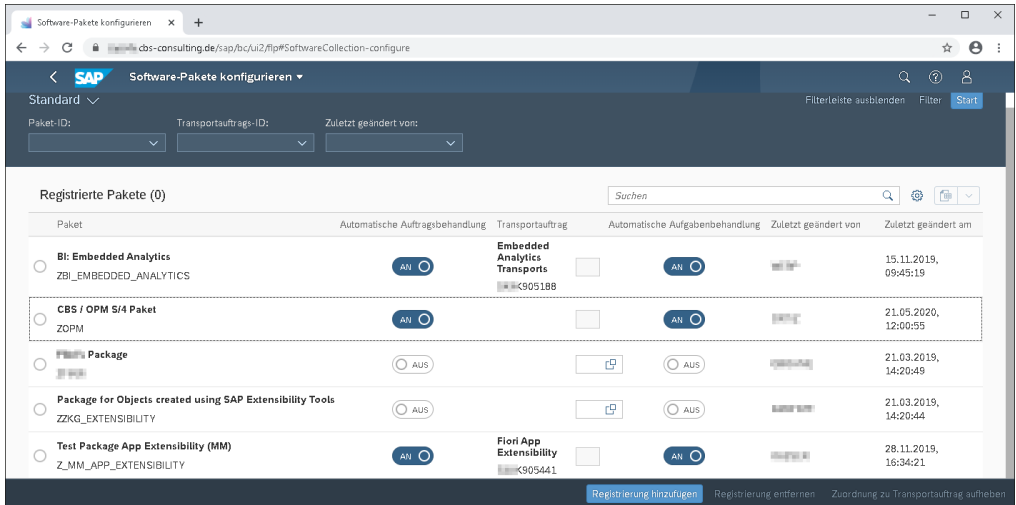 Software-Pakete konfigurieren
cbs-consulting.de/sap/bc/ui2/flp#SoftwareCollection-configure
SAP Software-Pakete konfigurieren
Standard Filterleiste ausblenden Filter Start
Paket-ID: Transportauftrags-ID: Zuletzt geändert von:
Registrierte Pakete (0) Suchen
Paket Automatische Auftragsbehandlung Transportauftrag Automatische Aufgabenbehandlung Zuletzt geändert von Zuletzt geändert am
BI: Embedded Analytics
ZBI_EMBEDDED_ANALYTICS
AN
Embedded
Analytics
Transports
K905188
AN
15.11.2019,
09:45:19
CBS / OPM S/4 Paket
ZOPM
AN
AN
21.05.2020,
12:00:55
Package
AUS
AUS
21.03.2019,
14:20:49
Package for Objects created using SAP Extensibility Tools
ZZKG_EXTENSIBILITY
AUS
AUS
21.03.2019,
14:20:44
Test Package App Extensibility (MM)
Z_MM_APP_EXTENSIBILITY
AN
Fiori App
Extensibility
K905441
AN
28.11.2019,
16:34:21
Registrierung hinzufügen Registrierung entfernen Zuordnung zu Transportauftrag aufheben